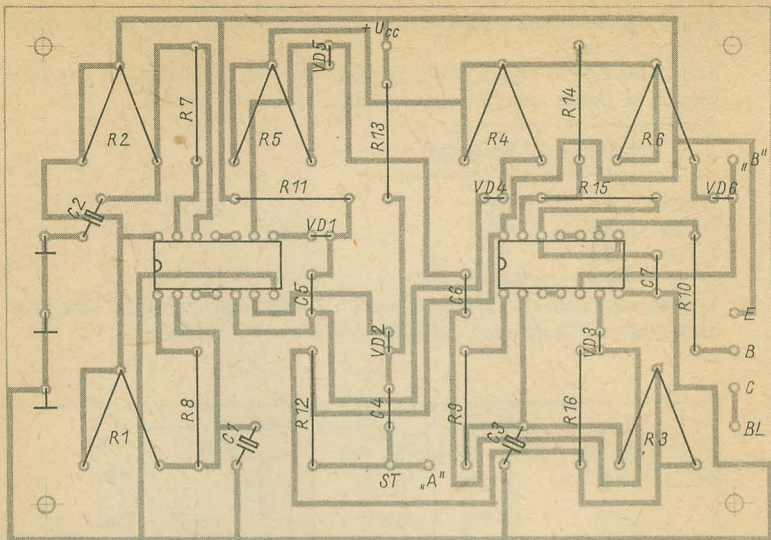 +Ucc
R2
R7
R5
VD5
R13
R4
R14
R6
„B"
C2
R11
VD4
R15
VD6
VD1
C5
C6
C7
R10
E
VD2
VD3
B
R1
R8
C1
R12
C4
R9
C3
R16
R3
C
BL
ST
„A"